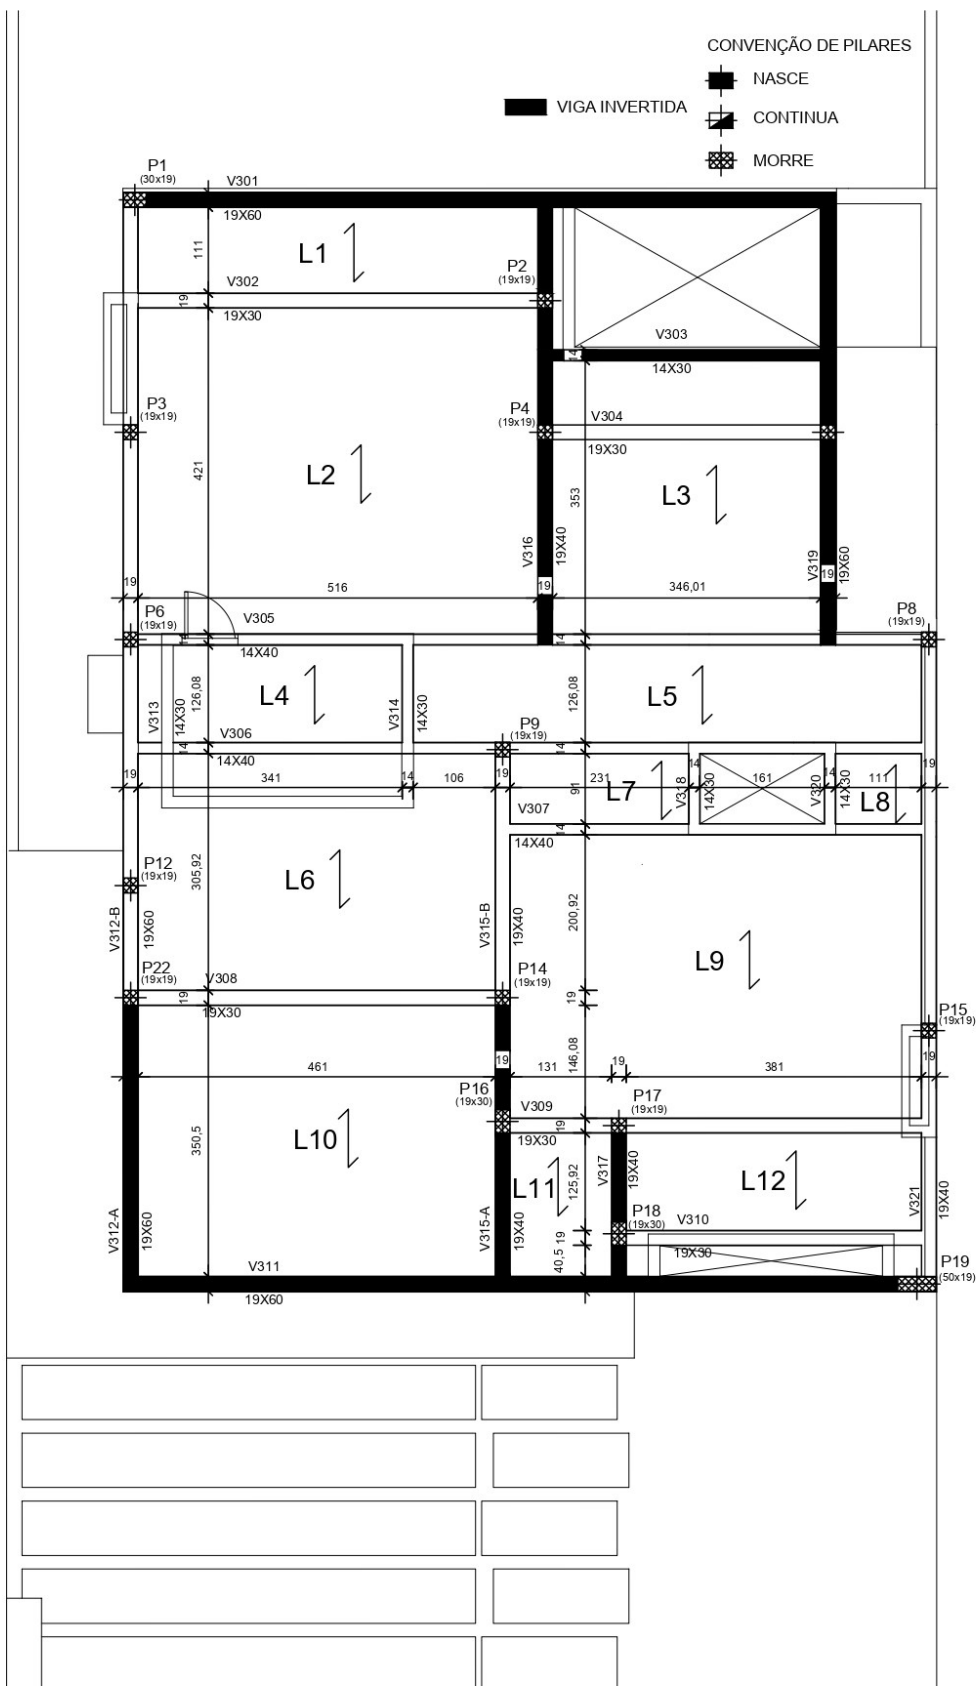 CONVENÇÃO DE PILARES
NASCE
VIGA INVERTIDA
CONTINUA
MORRE
P1
(30x19)
V301
19X60
111
L1
P2
(19x19)
V302
19
19X30
V303
14
14X30
P3
(19x19)
P4
(19x19)
V304
19X30
421
L2
L3
353
V316
19X40
V319
19X60
19
516
19
346,01
19
P6
(19x19)
V305
14
14X40
14
P8
(19x19)
L4
L5
126,08
126,08
V313
14X30
V314
14X30
V306
14
14X40
P9
(19x19)
14
19
341
14
106
19
231
14
161
14
111
19
91
L7
V318
14X30
V320
14X30
L8
V307
14
14X40
P12
(19x19)
305,92
L6
V312-B
19X60
V315-B
19X40
200,92
L9
P22
(19x19)
V308
19
19X30
P14
(19x19)
19
P15
(19x19)
461
19
131
146,08
19
381
19
P16
(19x30)
V309
19
19X30
P17
(19x19)
350,5
L10
L11
125,92
V317
19X40
L12
V312-A
19X60
V315-A
19X40
P18
(19x30)
V310
19X30
V321
19X40
19
40,5
V311
19X60
P19
(50x19)